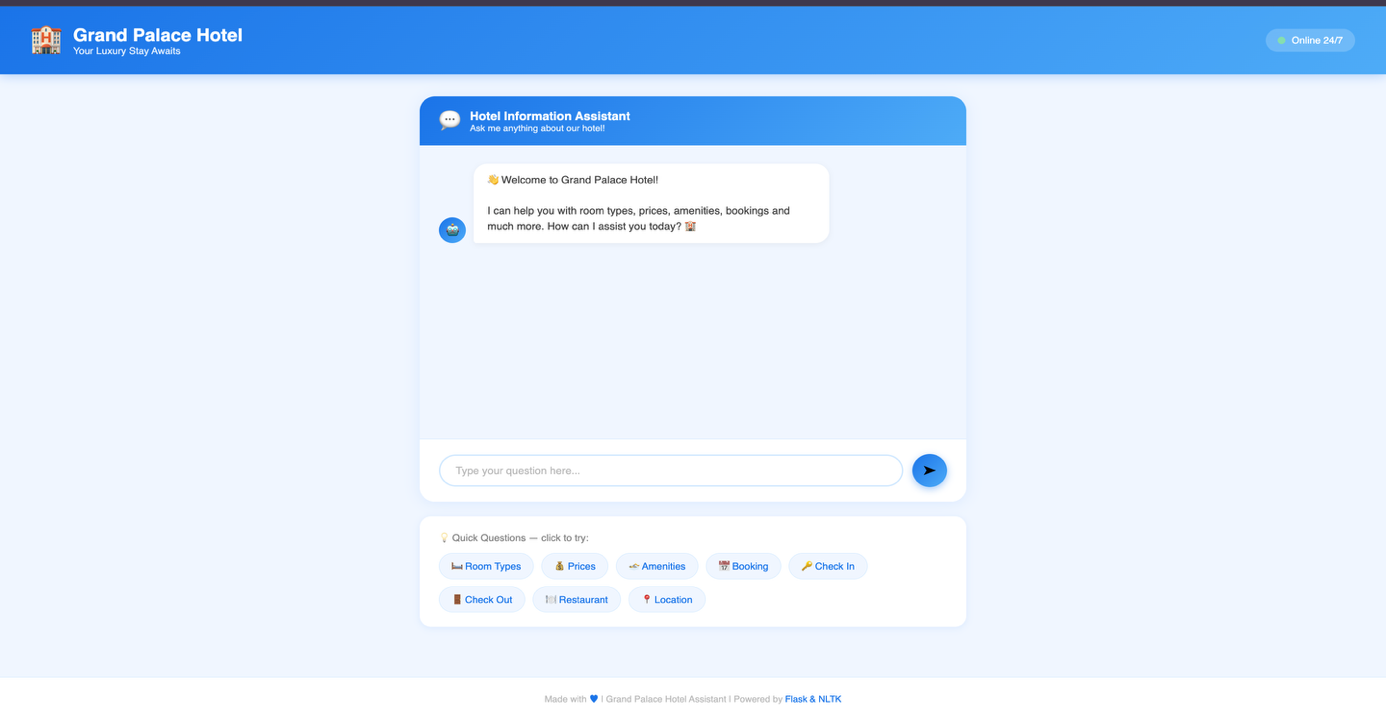 Grand Palace Hotel
Your Luxury Stay Awaits
Online 24/7
Hotel Information Assistant
Ask me anything about our hotel!
👋 Welcome to Grand Palace Hotel!
I can help you with room types, prices, amenities, bookings and
much more. How can I assist you today? 🏨
Type your question here...
💡 Quick Questions — click to try:
🛏️ Room Types
💰 Prices
🏊 Amenities
📅 Booking
🔑 Check In
🚪 Check Out
🍽️ Restaurant
📍 Location
Made with 💙 | Grand Palace Hotel Assistant | Powered by Flask & NLTK